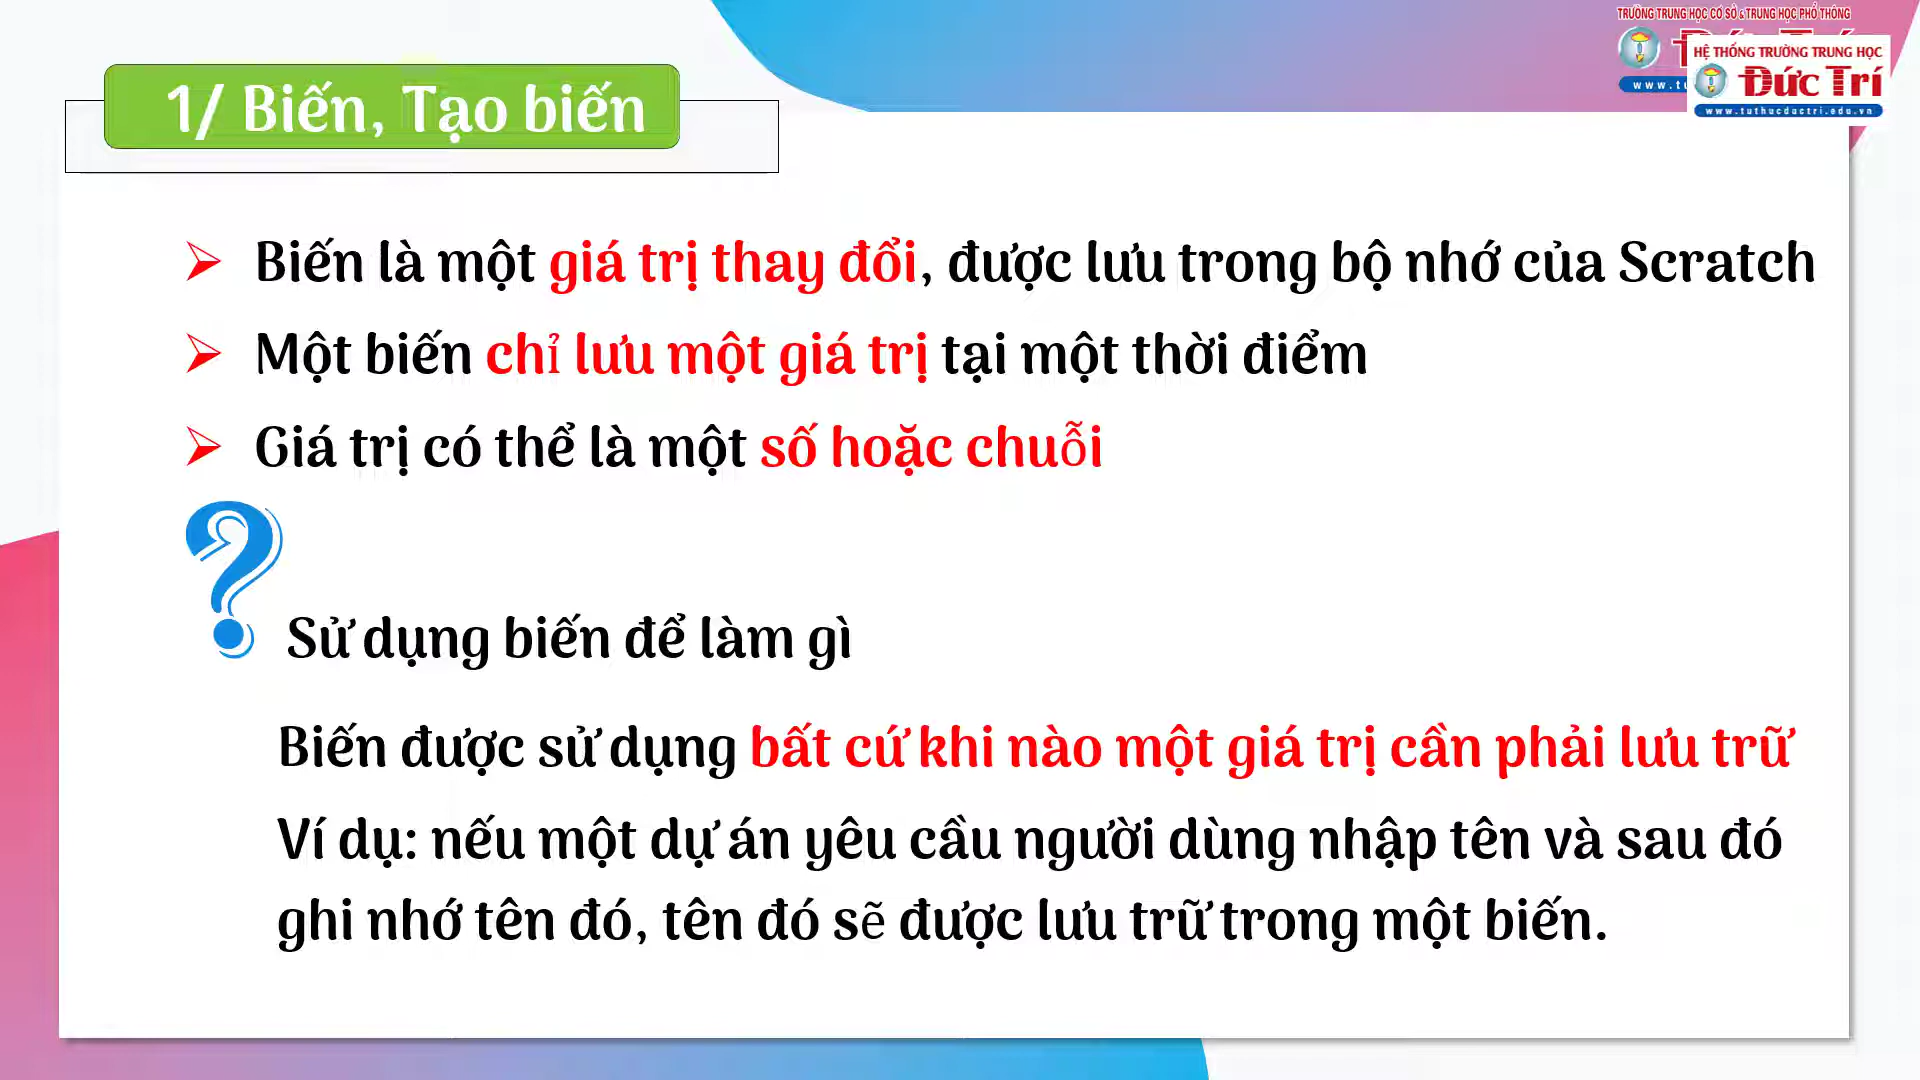 TRƯỜNG TRUNG HỌC CƠ SỞ & TRUNG HỌC PHỔ THÔNG
HỆ THỐNG TRƯỜNG TRUNG HỌC
Đức Trí
www.tuthucductri.edu.vn
1/ Biến, Tạo biến
Biến là một giá trị thay đổi, được lưu trong bộ nhớ của Scratch
Một biến chỉ lưu một giá trị tại một thời điểm
Giá trị có thể là một số hoặc chuỗi
? Sử dụng biến để làm gì
Biến được sử dụng bất cứ khi nào một giá trị cần phải lưu trữ
Ví dụ: nếu một dự án yêu cầu người dùng nhập tên và sau đó
ghi nhớ tên đó, tên đó sẽ được lưu trữ trong một biến.